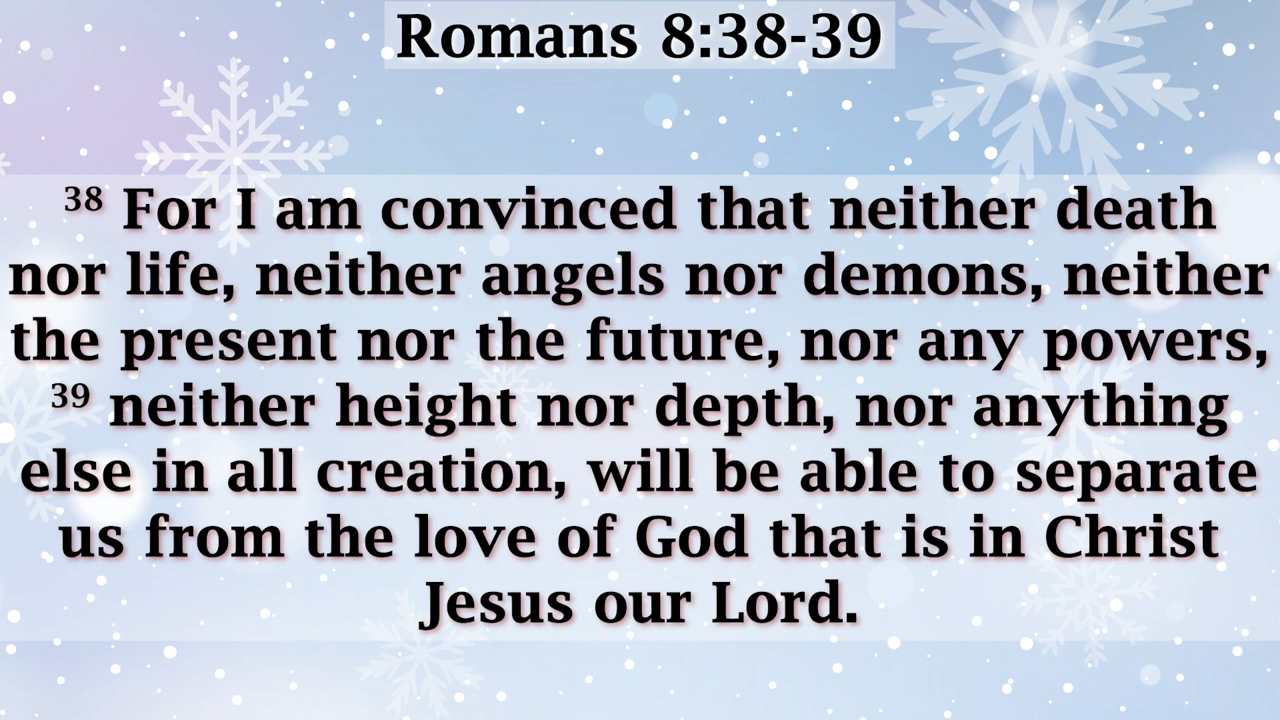 Romans 8:38-39
38 For I am convinced that neither death
nor life, neither angels nor demons, neither
the present nor the future, nor any powers,
39 neither height nor depth, nor anything
else in all creation, will be able to separate
us from the love of God that is in Christ
Jesus our Lord.